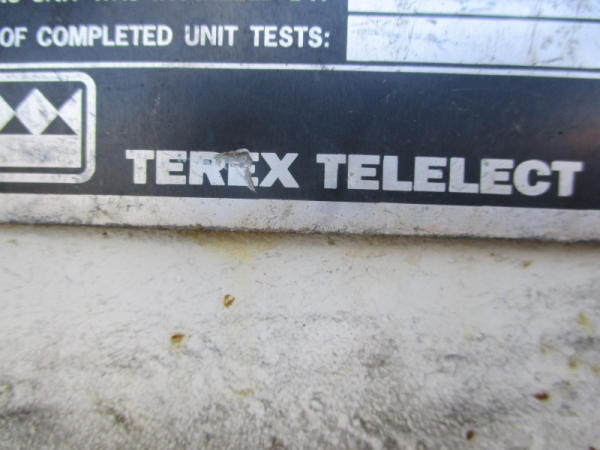 OF COMPLETED UNIT TESTS:
TEREX TELELECT